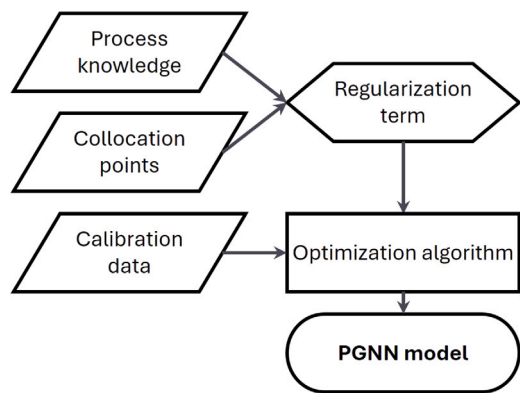 Process
knowledge
Regularization
term
Collocation
points
Calibration
data
Optimization algorithm
PGNN model